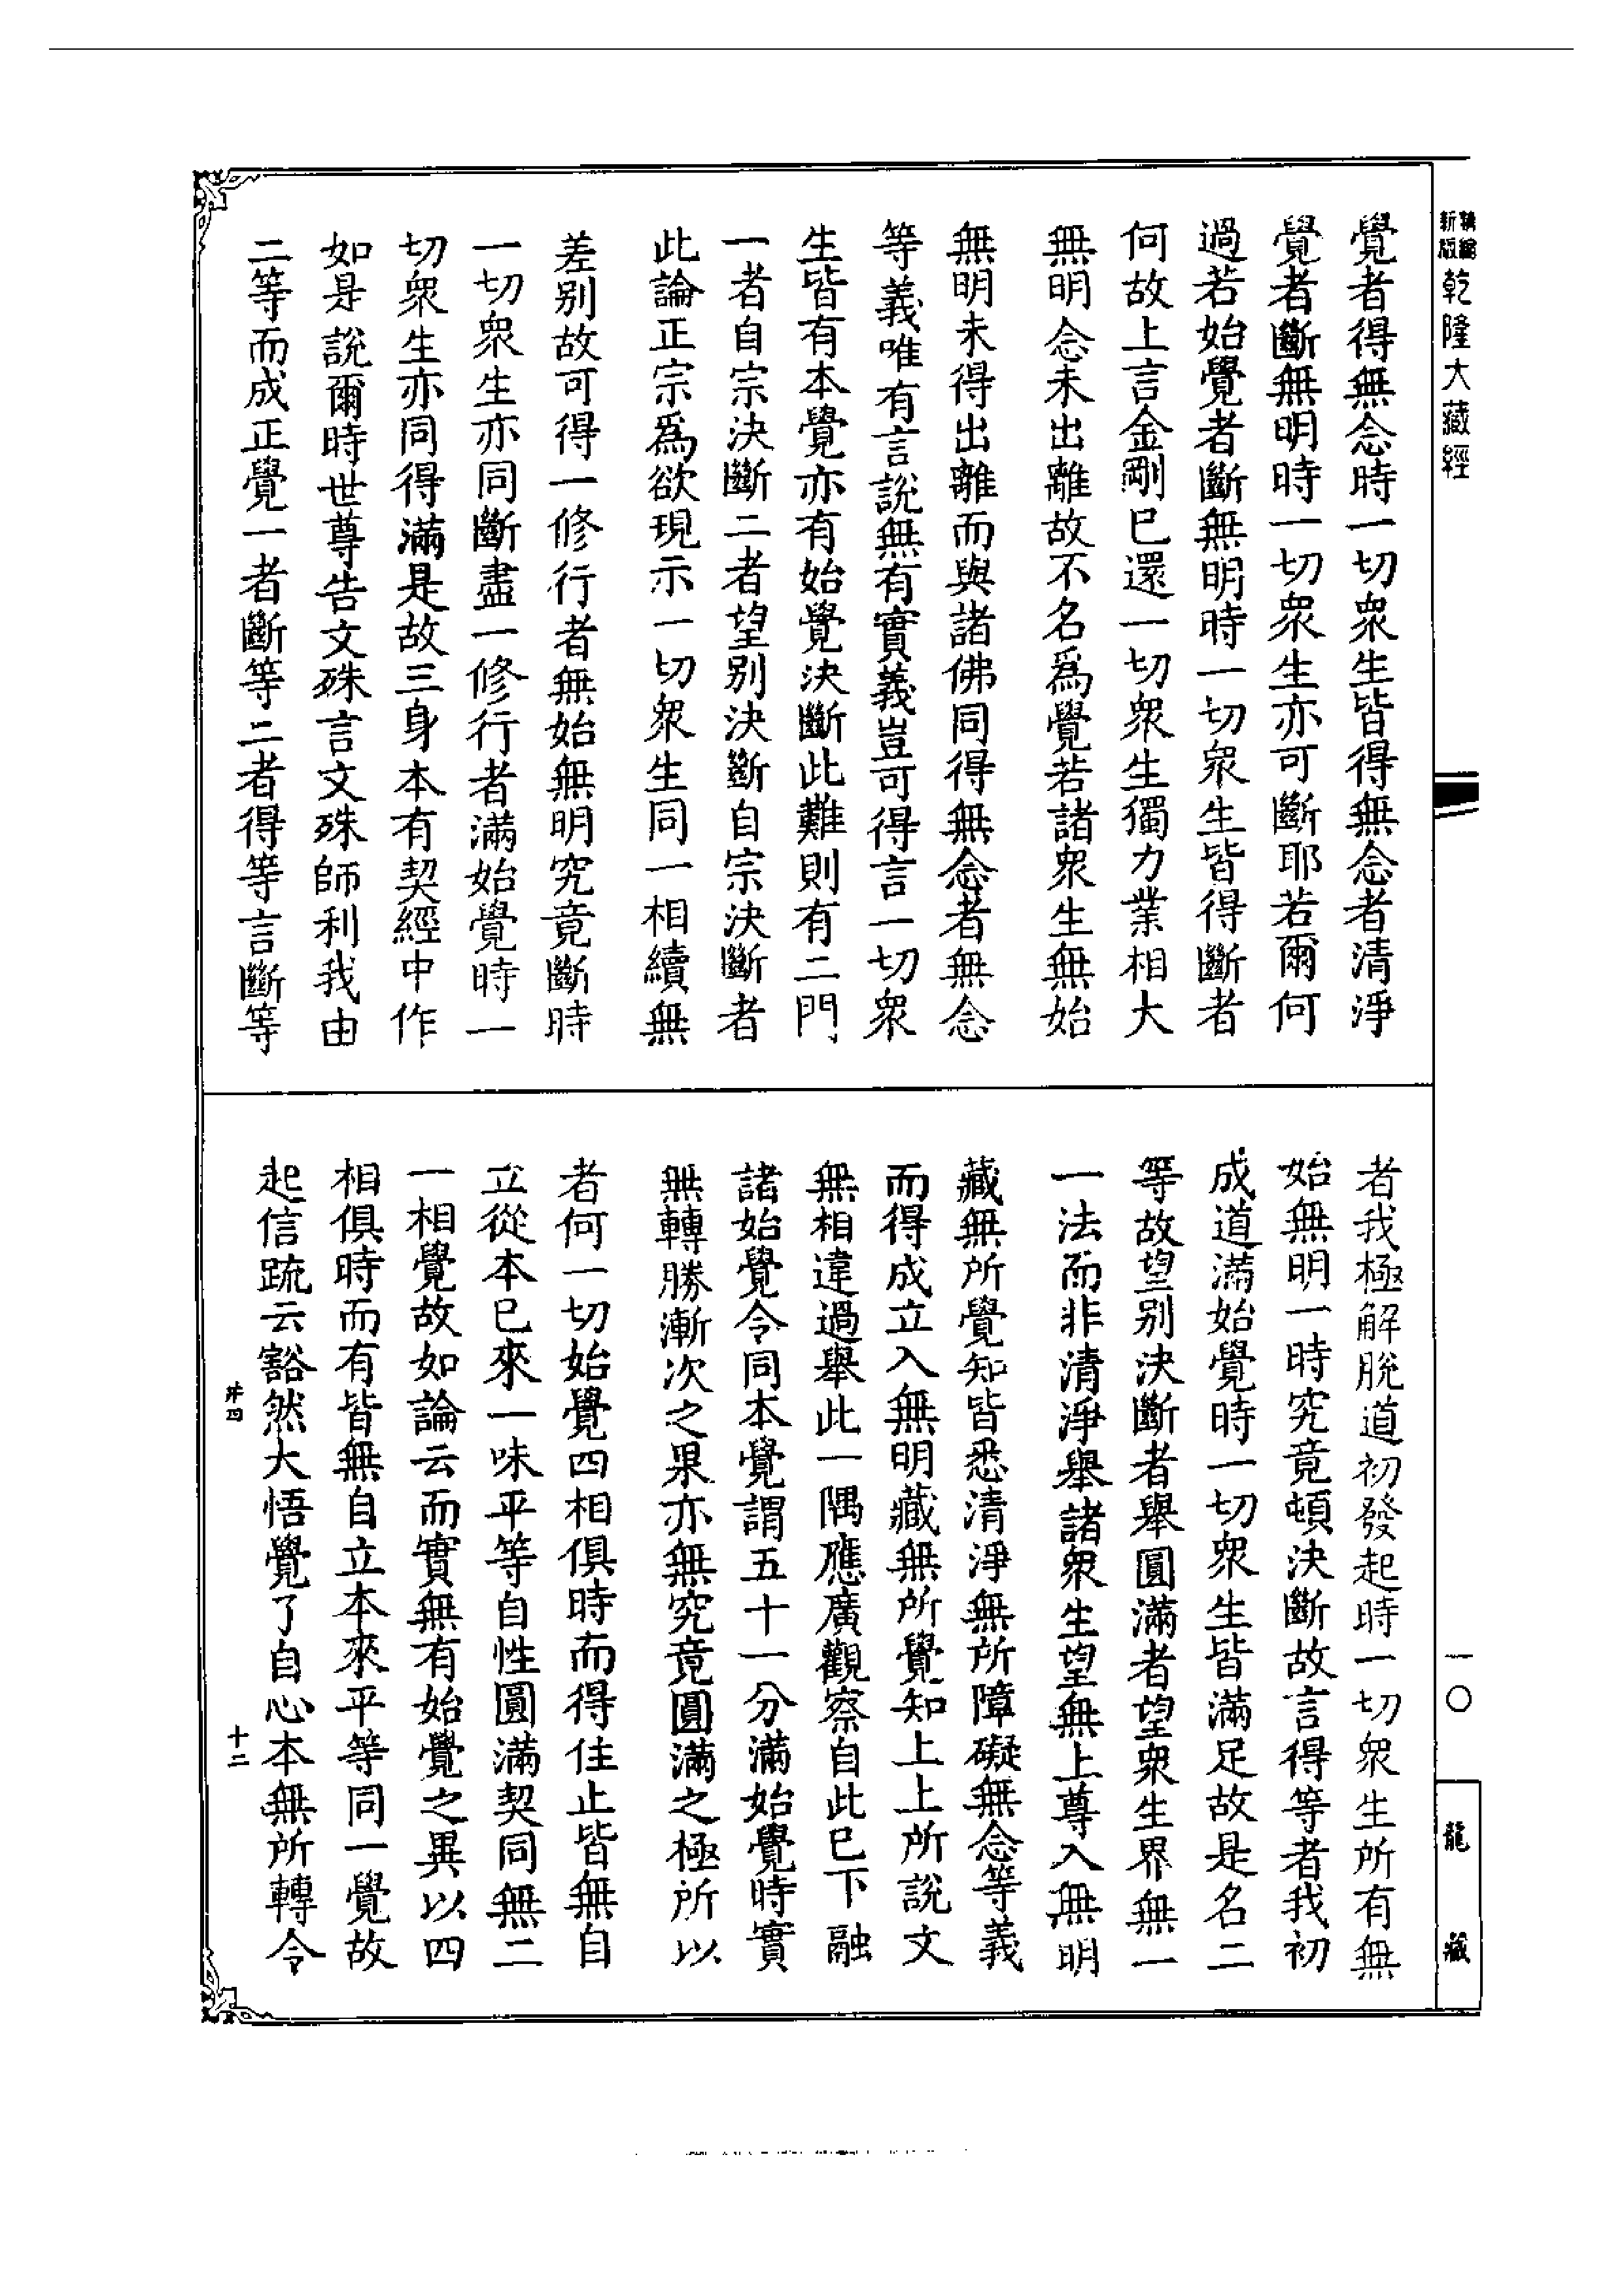 新版精縮乾隆大藏經
覺者得無念時一切眾生皆得無念者清淨
覺者斷無明時一切眾生亦可斷耶若爾何
過若始覺者斷無明時一切眾生皆得斷者
何故上言金剛已還一切眾生獨力業相大
無明念未出離故不名為覺若諸眾生無始
無明未得出離而與諸佛同得無念者無念
等義唯有言說無有實義豈可得言一切眾
生皆有本覺亦有始覺決斷此難則有二門
一者自宗決斷二者望別決斷自宗決斷者
此論正宗為欲現示一切眾生同一相續無
差別故可得一修行者無始無明究竟斷時
一切眾生亦同斷盡一修行者滿始覺時一
切眾生亦同得滿是故三身本有契經中作
如是說爾時世尊告文殊言文殊師利我由
二等而成正覺一者斷等二者得等言斷等
者我極解脫道初發起時一切眾生所有無
始無明一時究竟頓決斷故言得等者我初
成道滿始覺時一切眾生皆滿足故是名二
等故望別決斷者舉圓滿者望眾生界無一
一法而非清淨舉諸眾生望無上尊入無明
藏無所覺知皆悉清淨無所障礙無念等義
而得成立入無明藏無所覺知上上所說文
無相違過舉此一隅應廣觀察自此已下融
諸始覺令同本覺謂五十一分滿始覺時實
無轉勝漸次之果亦無究竟圓滿之極所以
者何一切始覺四相俱時而得住止皆無自
立從本已來一味平等自性圓滿契同無二
一相覺故如論云而實無有始覺之異以四
相俱時而有皆無自立本來平等同一覺故
起信疏云豁然大悟覺了自心本無所轉令
十二
一〇
龍藏